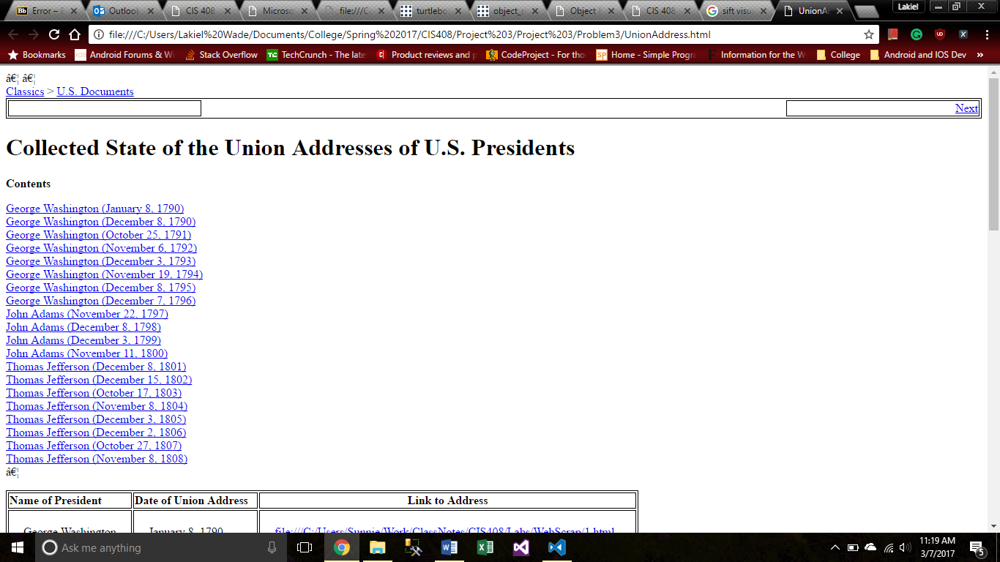 Error – Outlook CIS 408 Microso file:///C turtlebo object_ Object CIS 408 sift visu UnionA Lakiel
file:///C:/Users/Lakiel%20Wade/Documents/College/Spring%202017/CIS408/Project%203/Project%203/Problem3/UnionAddress.html
Bookmarks Android Forums & W Stack Overflow TechCrunch - The late Product reviews and p CodeProject - For tho Home - Simple Progra Information for the W College Android and IOS Dev »
… …
Classics > U.S. Documents
Next
Collected State of the Union Addresses of U.S. Presidents
Contents
George Washington (January 8, 1790)
George Washington (December 8, 1790)
George Washington (October 25, 1791)
George Washington (November 6, 1792)
George Washington (December 3, 1793)
George Washington (November 19, 1794)
George Washington (December 8, 1795)
George Washington (December 7, 1796)
John Adams (November 22, 1797)
John Adams (December 8, 1798)
John Adams (December 3, 1799)
John Adams (November 11, 1800)
Thomas Jefferson (December 8, 1801)
Thomas Jefferson (December 15, 1802)
Thomas Jefferson (October 17, 1803)
Thomas Jefferson (November 8, 1804)
Thomas Jefferson (December 3, 1805)
Thomas Jefferson (December 2, 1806)
Thomas Jefferson (October 27, 1807)
Thomas Jefferson (November 8, 1808)
…
Name of President Date of Union Address Link to Address
George Washington January 8, 1790 file:///C:/Users/Sunnie/Work/ClassNotes/CIS408/Labs/WebScrap/1.html
Ask me anything
11:19 AM
3/7/2017
5